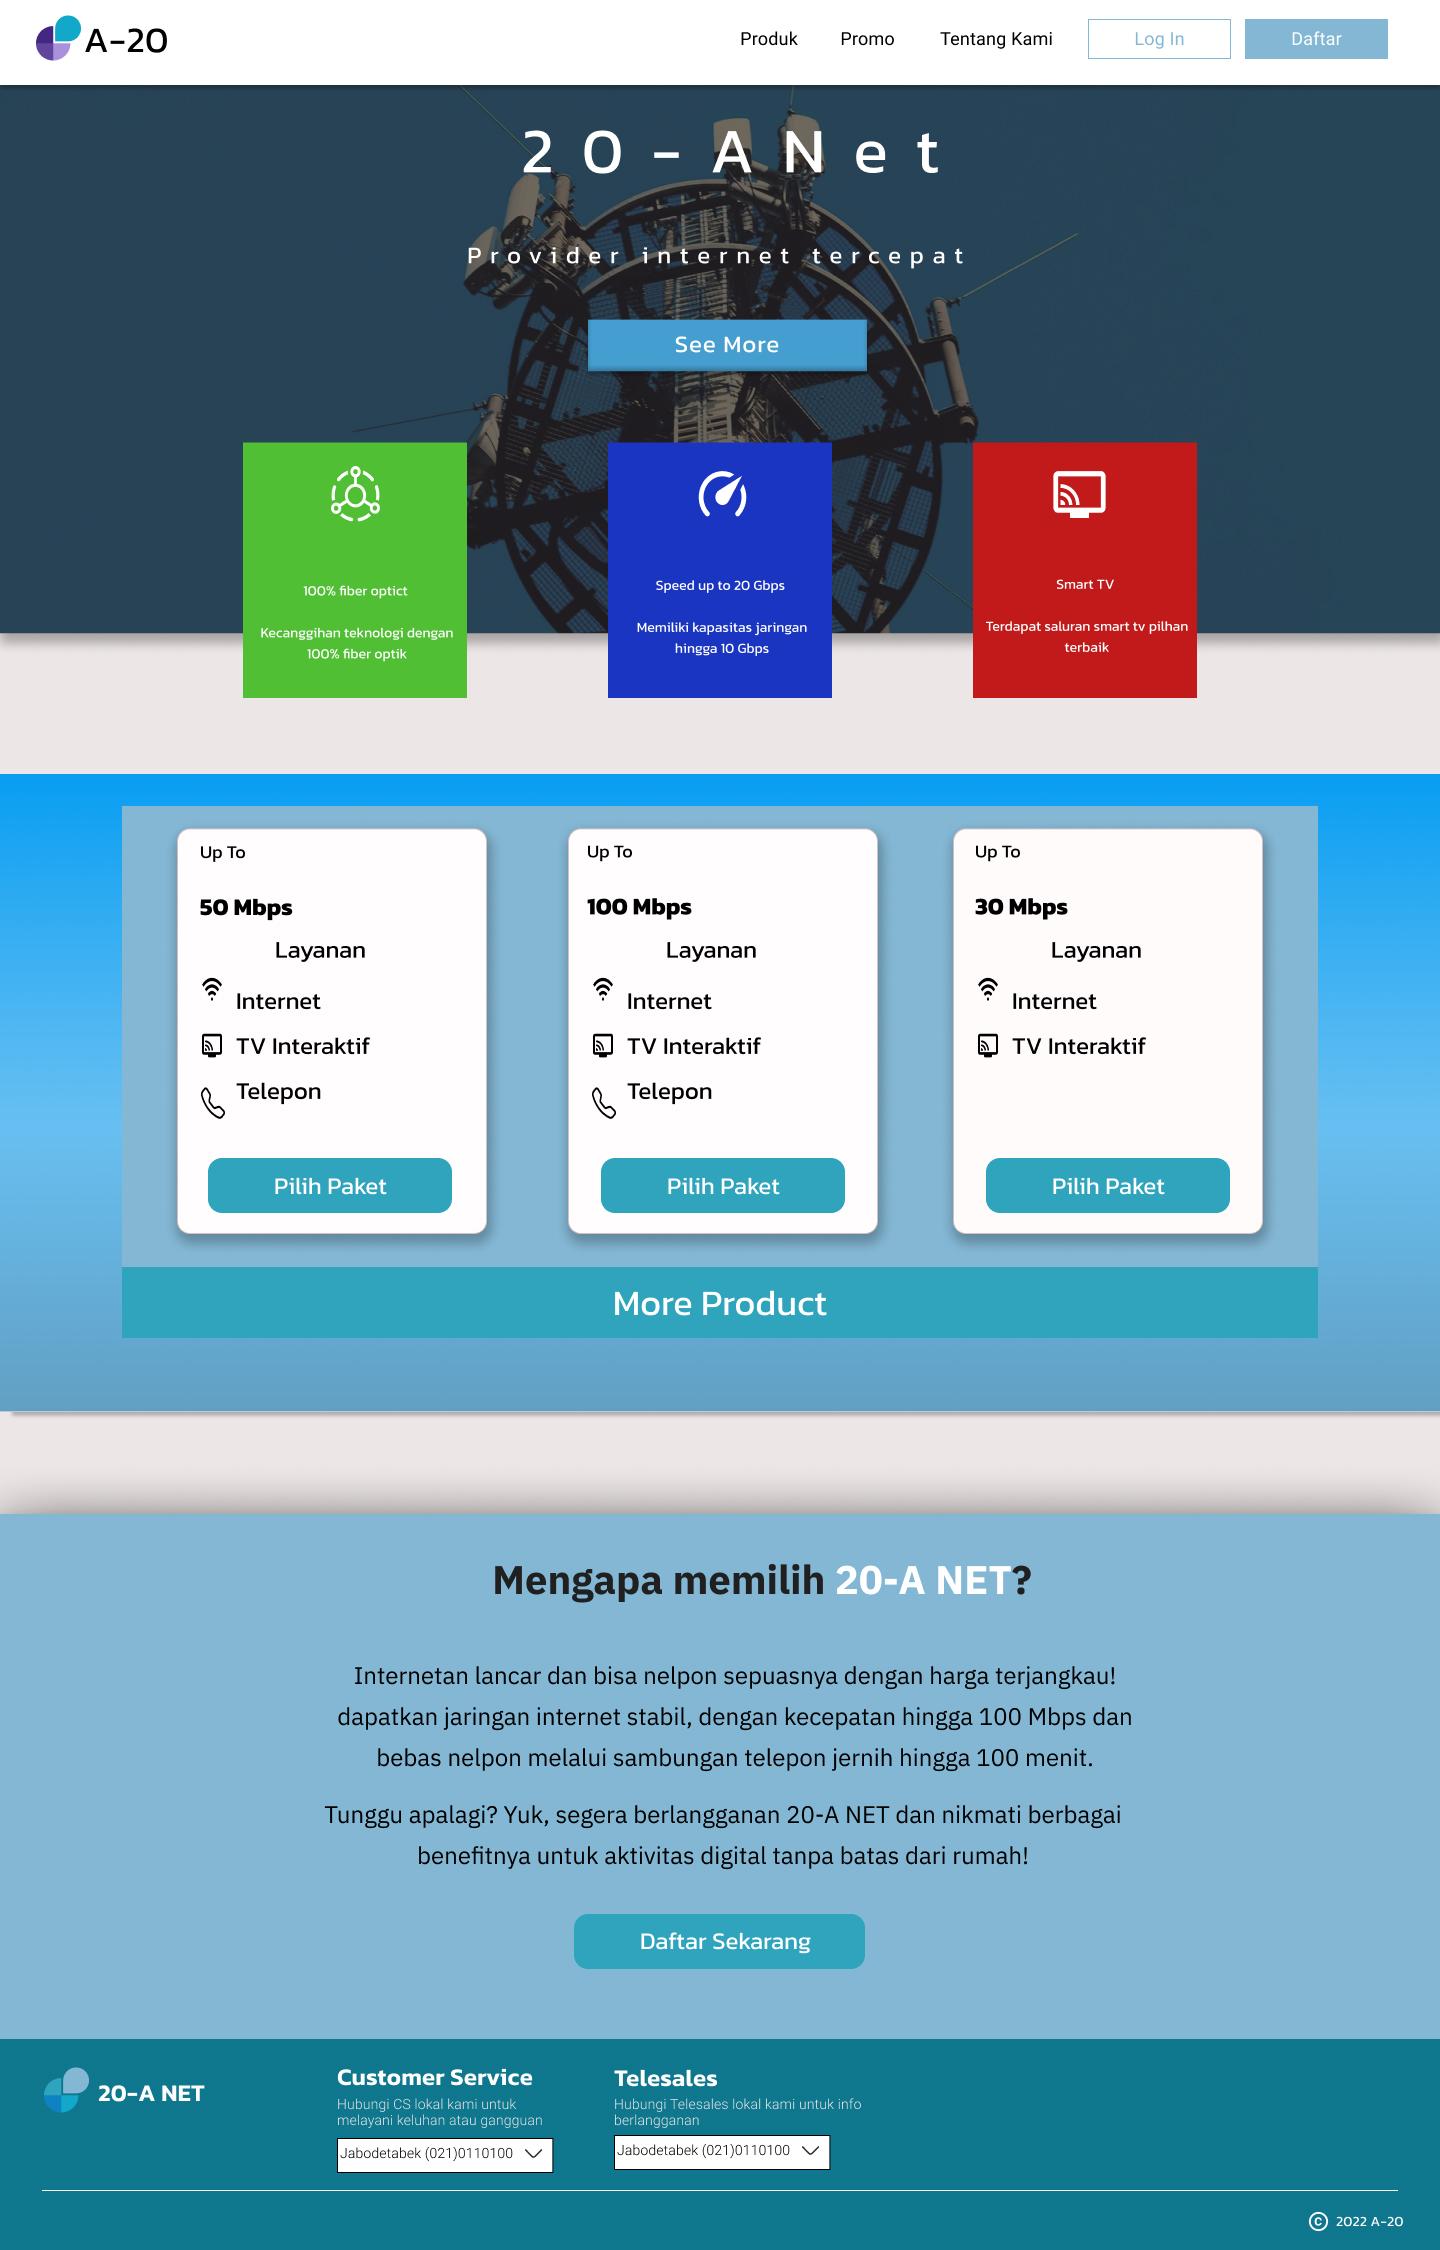 A-20
Produk
Promo
Tentang Kami
Log In
Daftar
20-ANet
Provider internet tercepat
See More
100% fiber optict
Kecanggihan teknologi dengan
100% fiber optik
Speed up to 20 Gbps
Memiliki kapasitas jaringan
hingga 10 Gbps
Smart TV
Terdapat saluran smart tv pilhan
terbaik
Up To
50 Mbps
Layanan
Internet
TV Interaktif
Telepon
Pilih Paket
Up To
100 Mbps
Layanan
Internet
TV Interaktif
Telepon
Pilih Paket
Up To
30 Mbps
Layanan
Internet
TV Interaktif
Pilih Paket
More Product
Mengapa memilih 20-A NET?
Internetan lancar dan bisa nelpon sepuasnya dengan harga terjangkau!
dapatkan jaringan internet stabil, dengan kecepatan hingga 100 Mbps dan
bebas nelpon melalui sambungan telepon jernih hingga 100 menit.
Tunggu apalagi? Yuk, segera berlangganan 20-A NET dan nikmati berbagai
benefitnya untuk aktivitas digital tanpa batas dari rumah!
Daftar Sekarang
20-A NET
Customer Service
Hubungi CS lokal kami untuk
melayani keluhan atau gangguan
Jabodetabek (021)0110100
Telesales
Hubungi Telesales lokal kami untuk info
berlangganan
Jabodetabek (021)0110100
© 2022 A-20